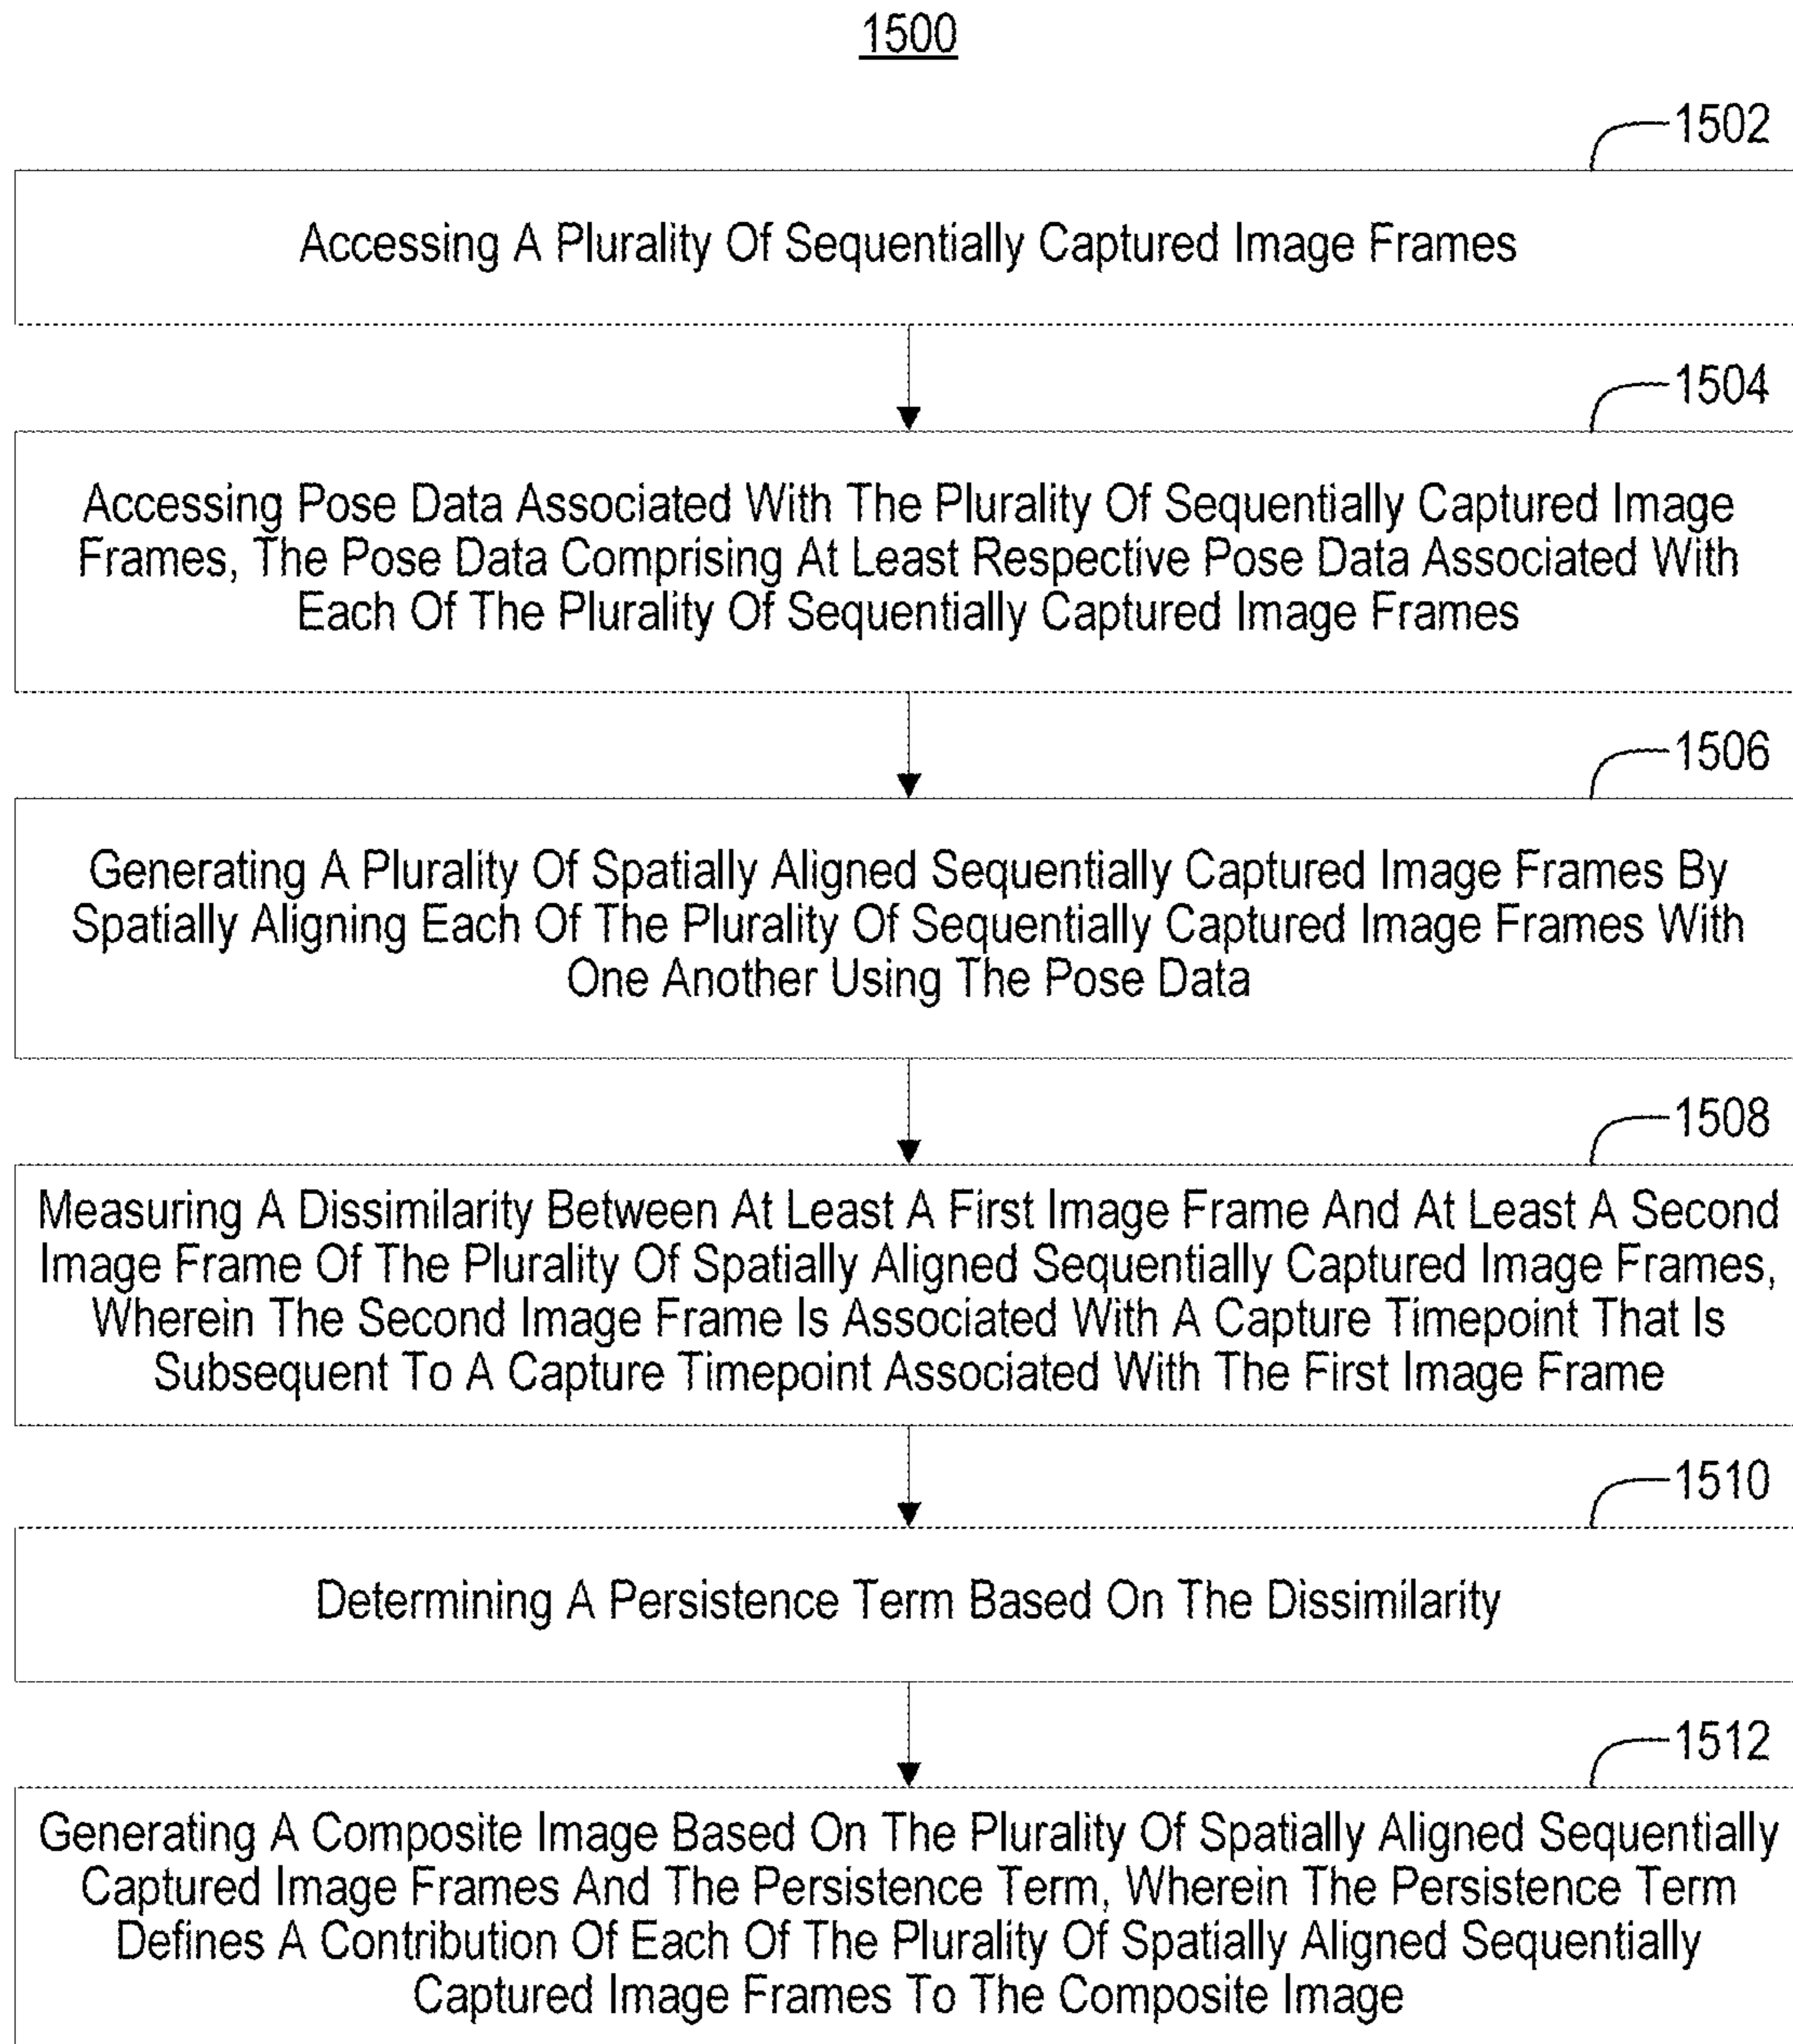 1500
1502
Accessing A Plurality Of Sequentially Captured Image Frames
1504
Accessing Pose Data Associated With The Plurality Of Sequentially Captured Image
Frames, The Pose Data Comprising At Least Respective Pose Data Associated With
Each Of The Plurality Of Sequentially Captured Image Frames
1506
Generating A Plurality Of Spatially Aligned Sequentially Captured Image Frames By
Spatially Aligning Each Of The Plurality Of Sequentially Captured Image Frames With
One Another Using The Pose Data
1508
Measuring A Dissimilarity Between At Least A First Image Frame And At Least A Second
Image Frame Of The Plurality Of Spatially Aligned Sequentially Captured Image Frames,
Wherein The Second Image Frame Is Associated With A Capture Timepoint That Is
Subsequent To A Capture Timepoint Associated With The First Image Frame
1510
Determining A Persistence Term Based On The Dissimilarity
1512
Generating A Composite Image Based On The Plurality Of Spatially Aligned Sequentially
Captured Image Frames And The Persistence Term, Wherein The Persistence Term
Defines A Contribution Of Each Of The Plurality Of Spatially Aligned Sequentially
Captured Image Frames To The Composite Image